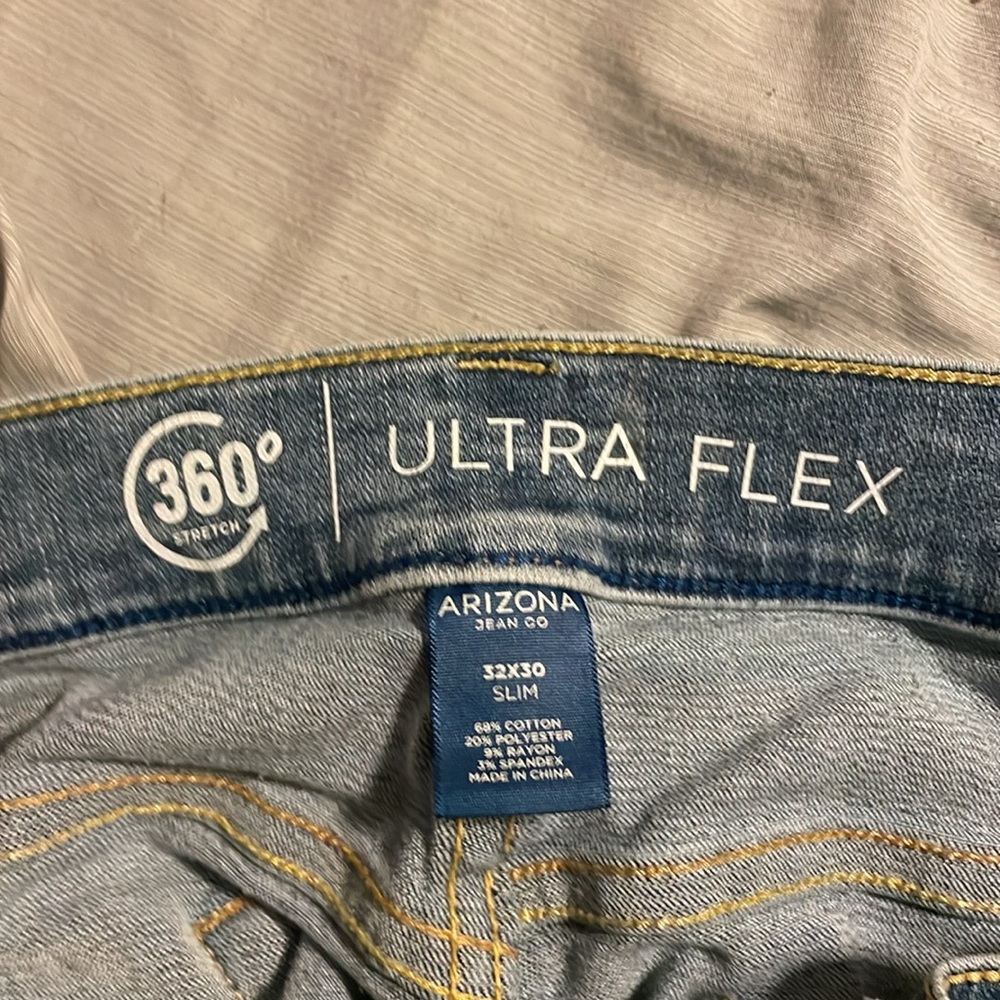 360°
STRETCH
ULTRA FLEX
ARIZONA
JEAN CO
32X30
SLIM
68% COTTON
20% POLYESTER
9% RAYON
3% SPANDEX
MADE IN CHINA